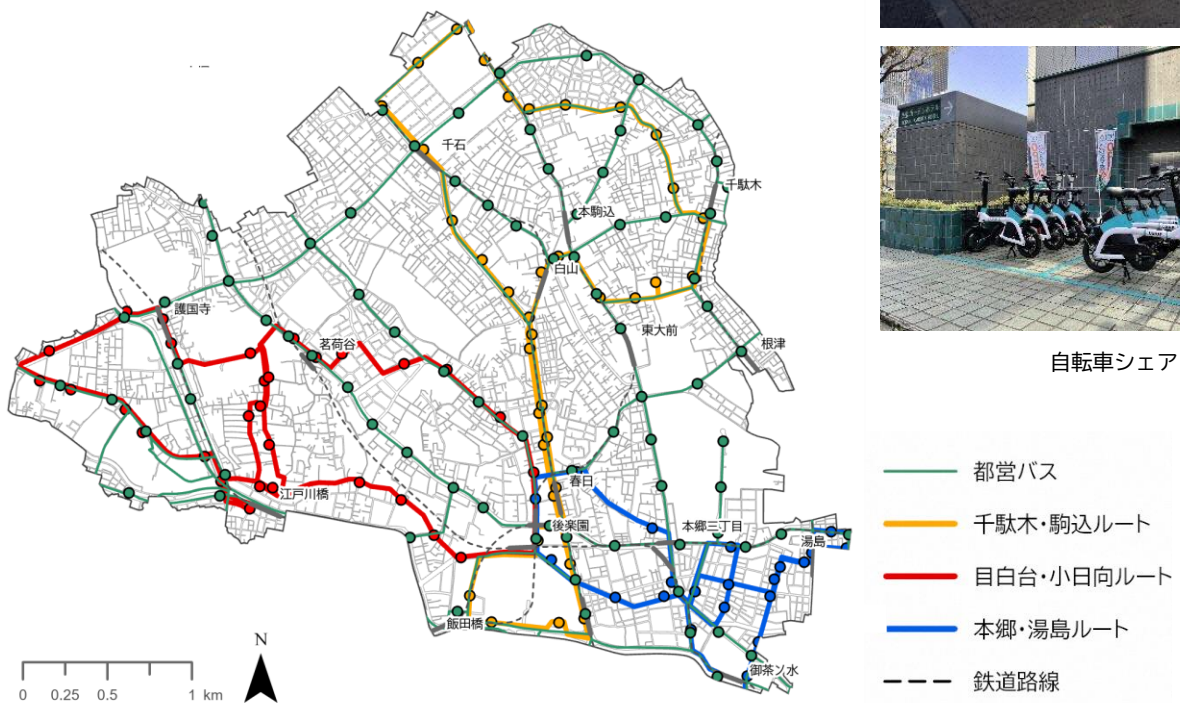 千石
千駄木
本駒込
白山
護国寺
茗荷谷
東大前
根津
自転車シェア
江戸川橋
春日
後楽園
本郷三丁目
湯島
飯田橋
御茶ノ水
都営バス
千駄木・駒込ルート
目白台・小日向ルート
本郷・湯島ルート
鉄道路線
N
0 0.25 0.5 1 km